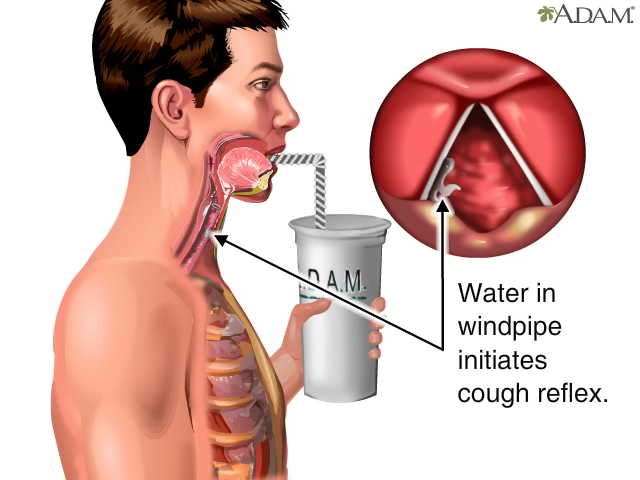 A.D.A.M.
.D.A.M.
Water in
windpipe
initiates
cough reflex.